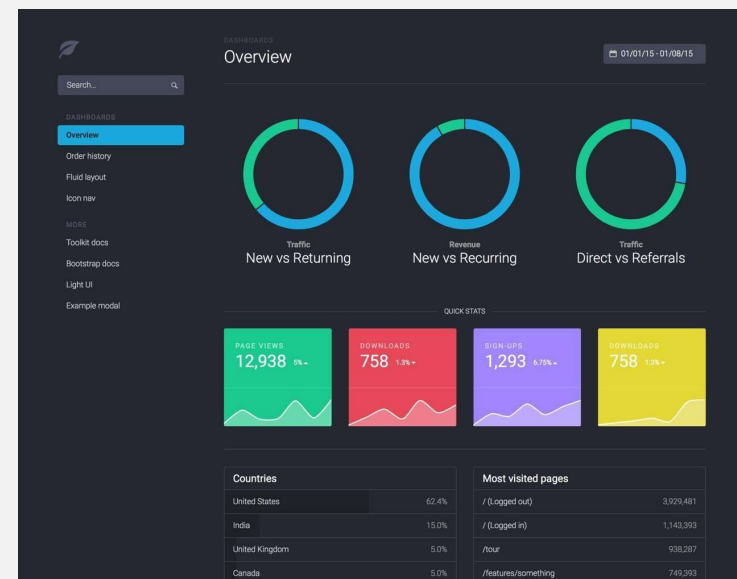 DASHBOARDS
Overview
01/01/15 - 01/08/15
Search...
DASHBOARDS
Overview
Order history
Fluid layout
Icon nav
MORE
Toolkit docs
Bootstrap docs
Light UI
Example modal
Traffic
New vs Returning
Revenue
New vs Recurring
Traffic
Direct vs Referrals
QUICK STATS
PAGE VIEWS
12,938 5%
DOWNLOADS
758 1.3%
SIGN-UPS
1,293 6.75%
DOWNLOADS
758 1.3%
Countries
United States 62.4%
India 15.0%
United Kingdom 5.0%
Canada 5.0%
Most visited pages
/ (Logged out) 3,929,481
/ (Logged in) 1,143,393
/tour 938,287
/features/something 749,393